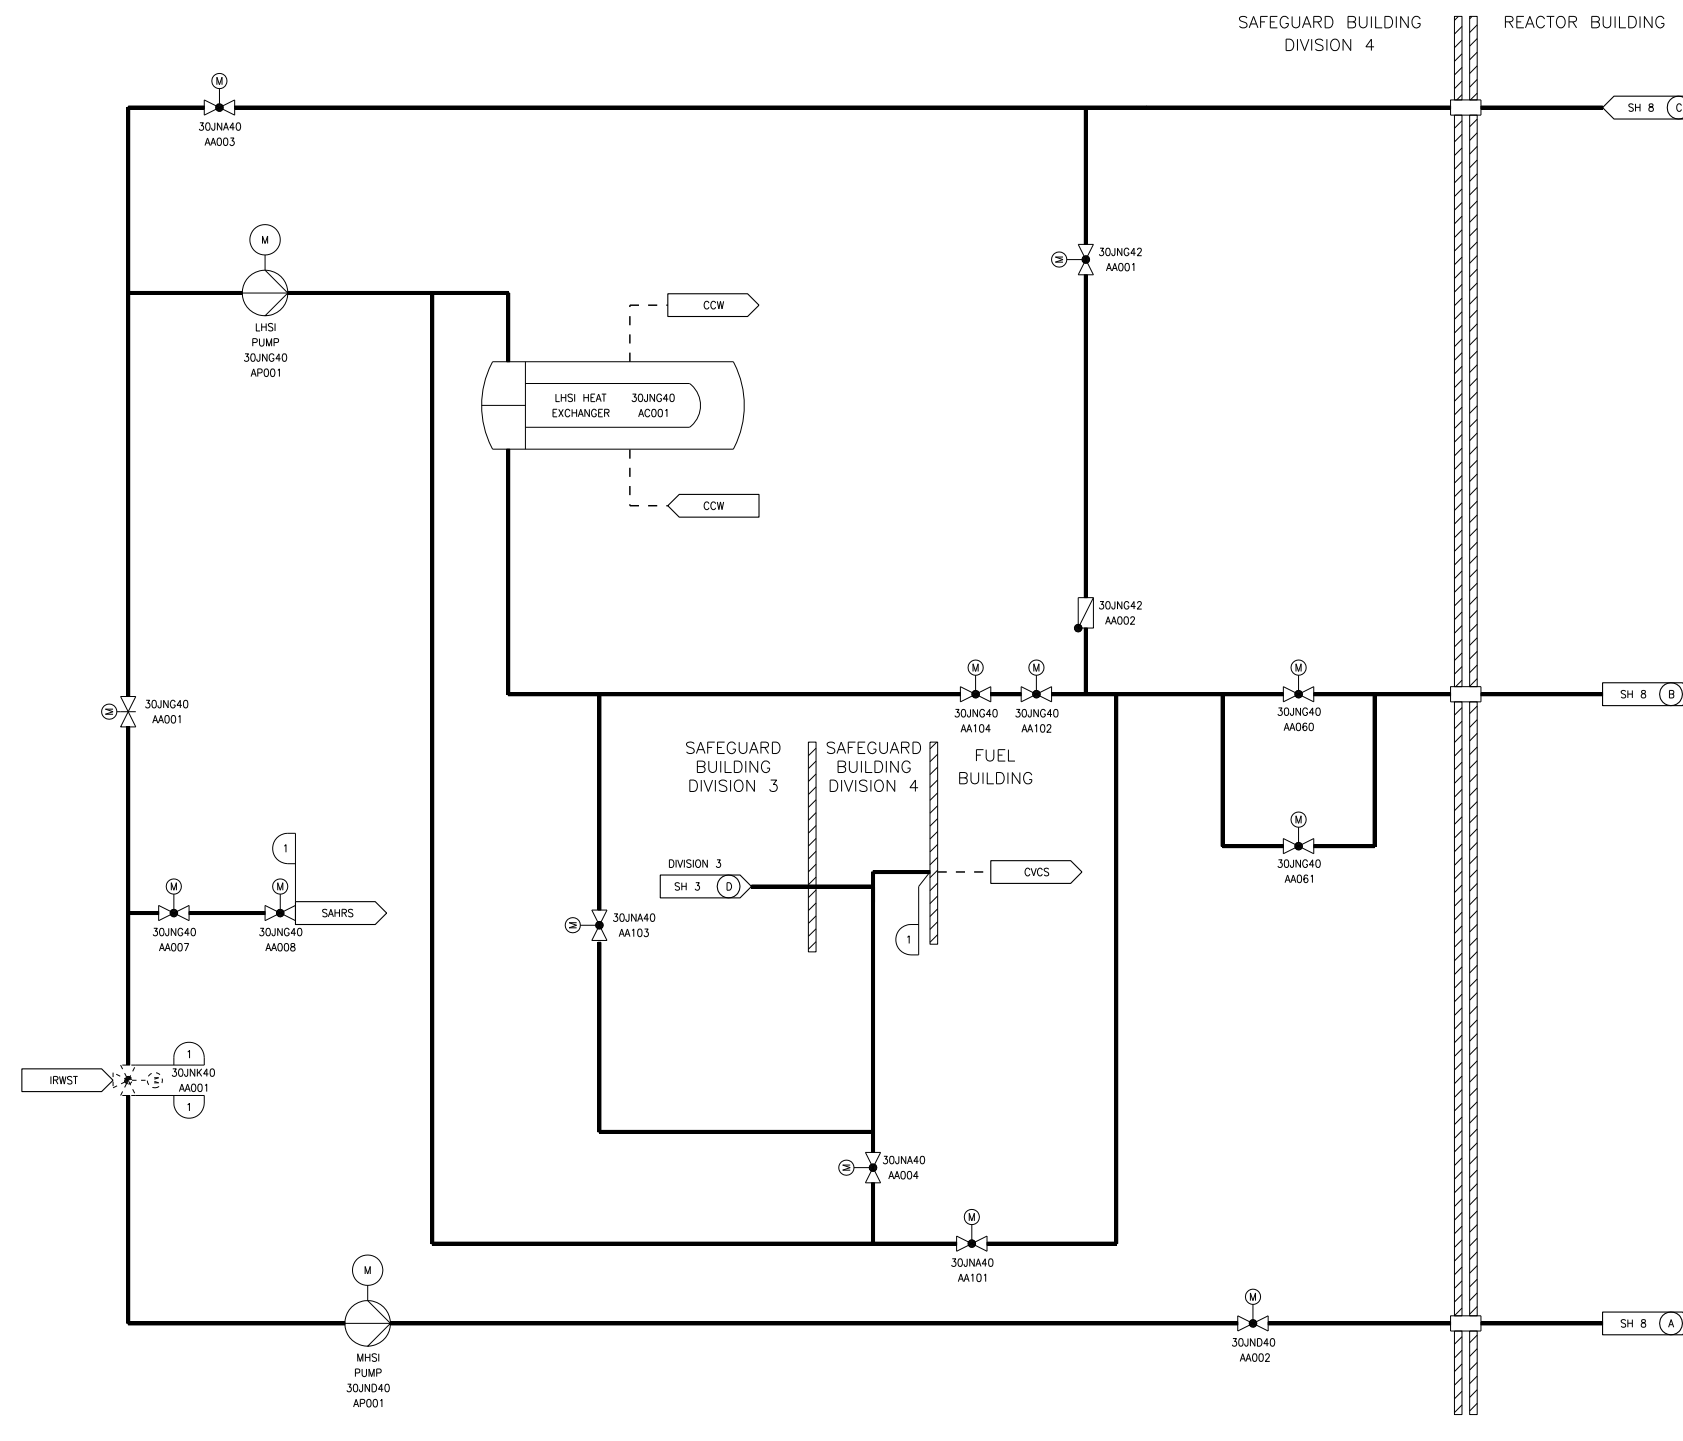 SAFEGUARD BUILDING
DIVISION 4
REACTOR BUILDING
M
30JNA40
AA003
SH 8 C
M
LHSI
PUMP
30JNG40
AP001
CCW
M
30JNG42
AA001
LHSI HEAT
EXCHANGER
30JNG40
AC001
CCW
30JNG42
AA002
M
30JNG40
AA001
M
30JNG40
AA104
M
30JNG40
AA102
M
30JNG40
AA060
SH 8 B
SAFEGUARD
BUILDING
DIVISION 3
SAFEGUARD
BUILDING
DIVISION 4
FUEL
BUILDING
1
M
30JNG40
AA007
M
30JNG40
AA008
SAHRS
M
30JNA40
AA103
DIVISION 3
SH 3 D
1
CVCS
M
30JNG40
AA061
IRWST
1
M
30JNK40
AA001
1
M
30JNA40
AA004
M
30JNA40
AA101
M
MHSI
PUMP
30JND40
AP001
M
30JND40
AA002
SH 8 A